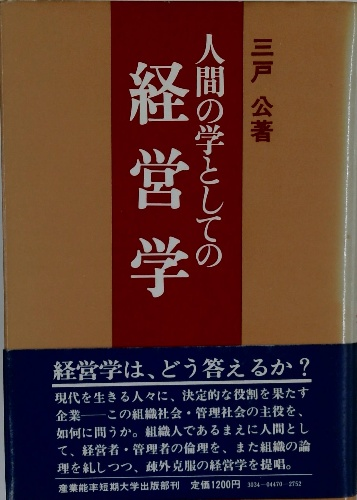 三戸 公著
人間の学としての
経営学
経営学は、どう答えるか？
現代を生きる人々に、決定的な役割を果たす
企業──この組織社会・管理社会の主役を、
如何に問うか。組織人であるまえに人間とし
て、経営者・管理者の倫理を、また組織の論
理を糺しつつ、疎外克服の経営学を提唱。
産業能率短期大学出版部刊 定価1200円 3034-04470-2752